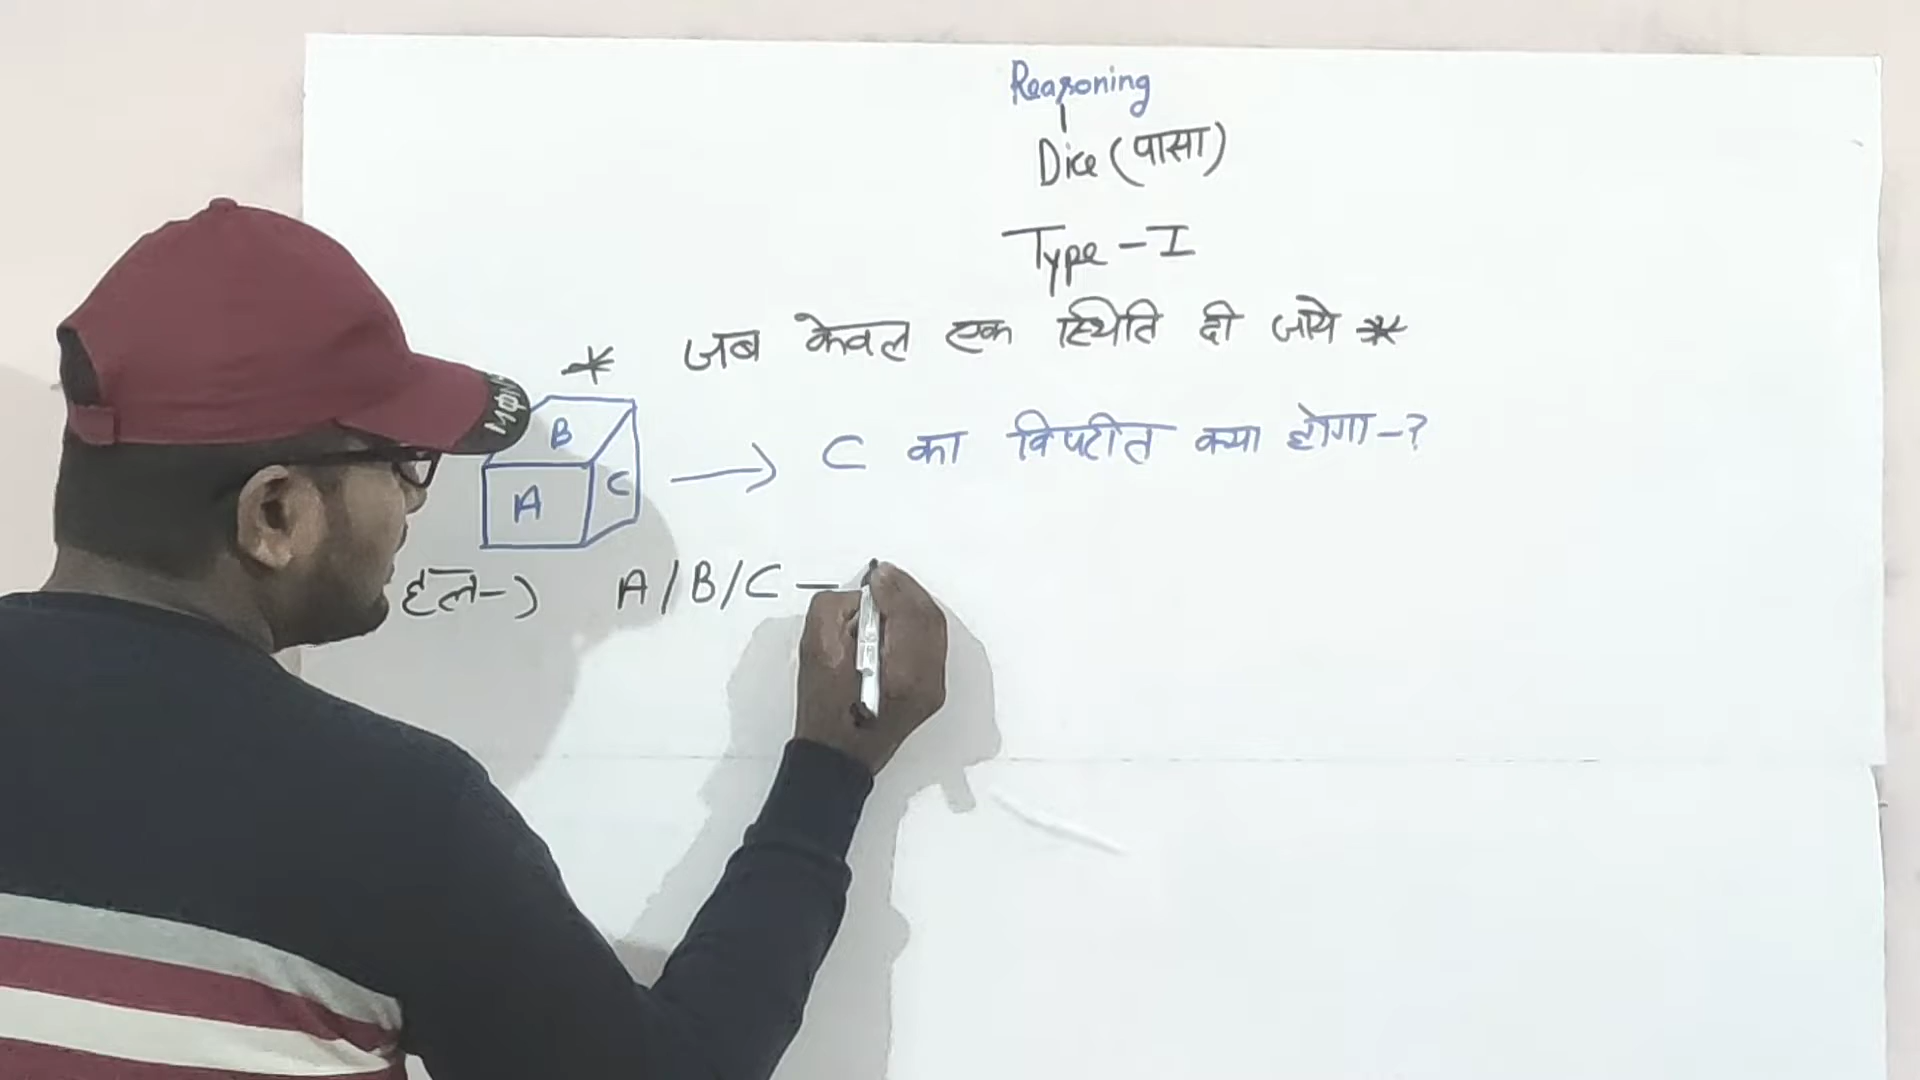 Reasoning
Dice (पासा)
Type - I
* जब केवल एक स्थिति दी जाये *
B
A
C
C का विपरीत क्या होगा - ?
हल → A / B / C —